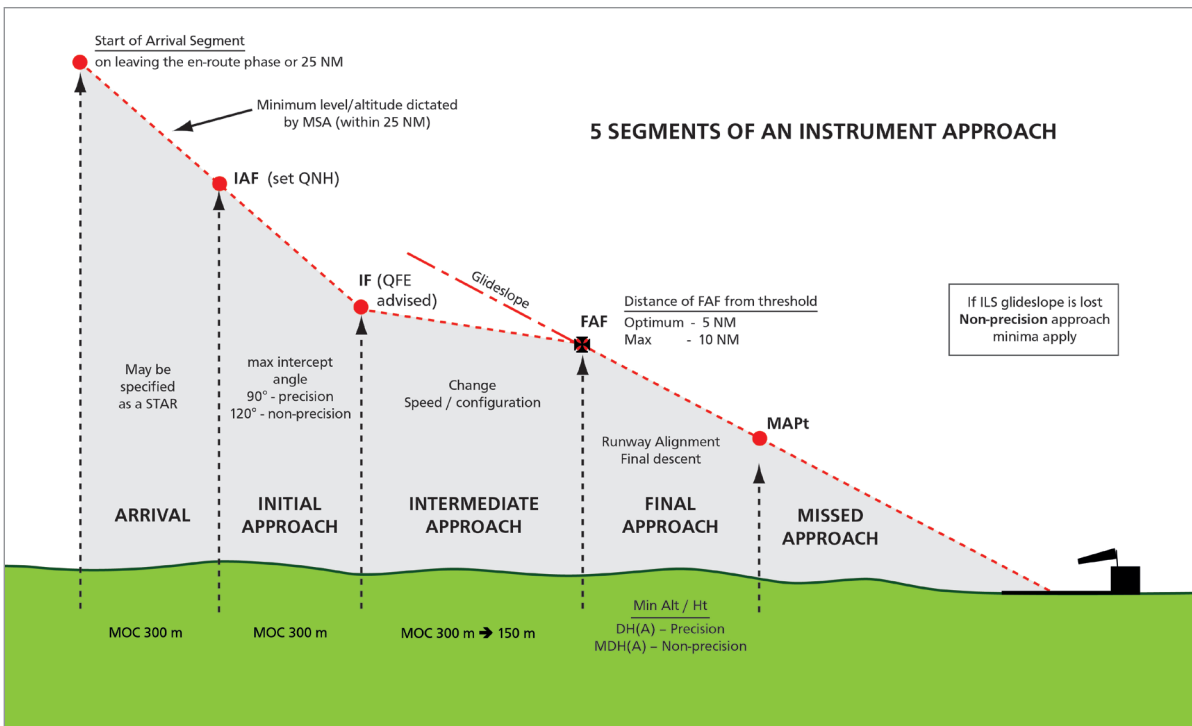 Start of Arrival Segment
on leaving the en-route phase or 25 NM
Minimum level/altitude dictated
by MSA (within 25 NM)
5 SEGMENTS OF AN INSTRUMENT APPROACH
IAF (set QNH)
IF (QFE
advised)
Glideslope
FAF
Distance of FAF from threshold
Optimum - 5 NM
Max - 10 NM
If ILS glideslope is lost
Non-precision approach
minima apply
May be
specified
as a STAR
max intercept
angle
90° - precision
120° - non-precision
Change
Speed / configuration
Runway Alignment
Final descent
MAPt
ARRIVAL
INITIAL
APPROACH
INTERMEDIATE
APPROACH
FINAL
APPROACH
MISSED
APPROACH
MOC 300 m
MOC 300 m
MOC 300 m ➔ 150 m
Min Alt / Ht
DH(A) – Precision
MDH(A) – Non-precision